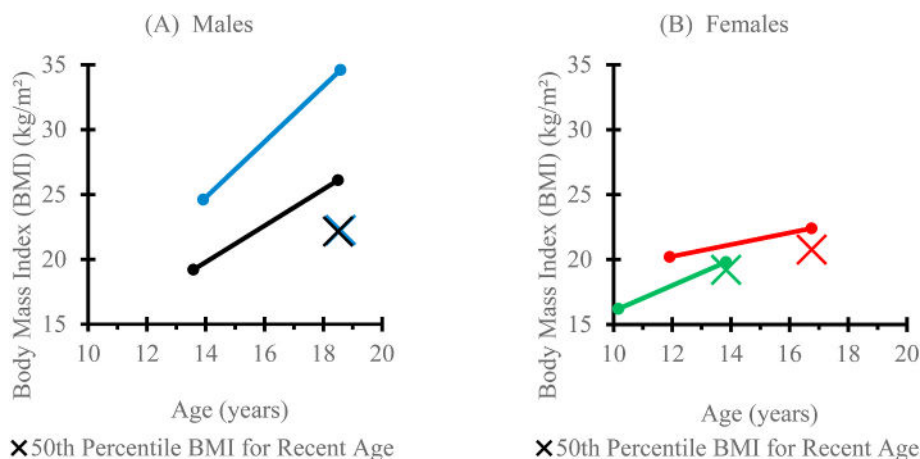 (A) Males
Body Mass Index (BMI) (kg/m²)
35
30
25
20
15
10 12 14 16 18 20
Age (years)
×50th Percentile BMI for Recent Age
(B) Females
Body Mass Index (BMI) (kg/m²)
35
30
25
20
15
10 12 14 16 18 20
Age (years)
×50th Percentile BMI for Recent Age